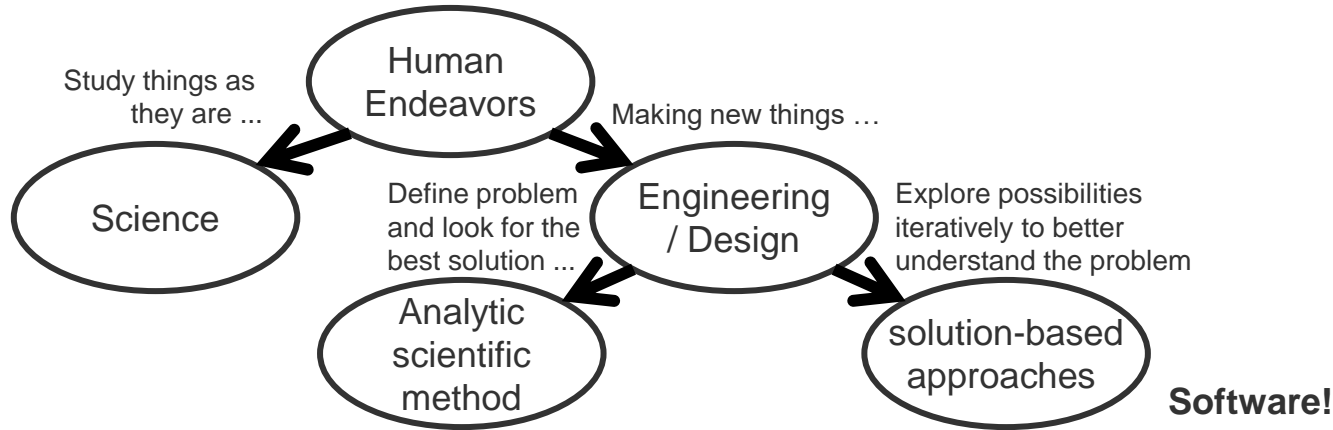 Human
Endeavors
Study things as
they are ...
Making new things …
Science
Define problem
and look for the
best solution ...
Engineering
/ Design
Explore possibilities
iteratively to better
understand the problem
Analytic
scientific
method
solution-based
approaches
Software!